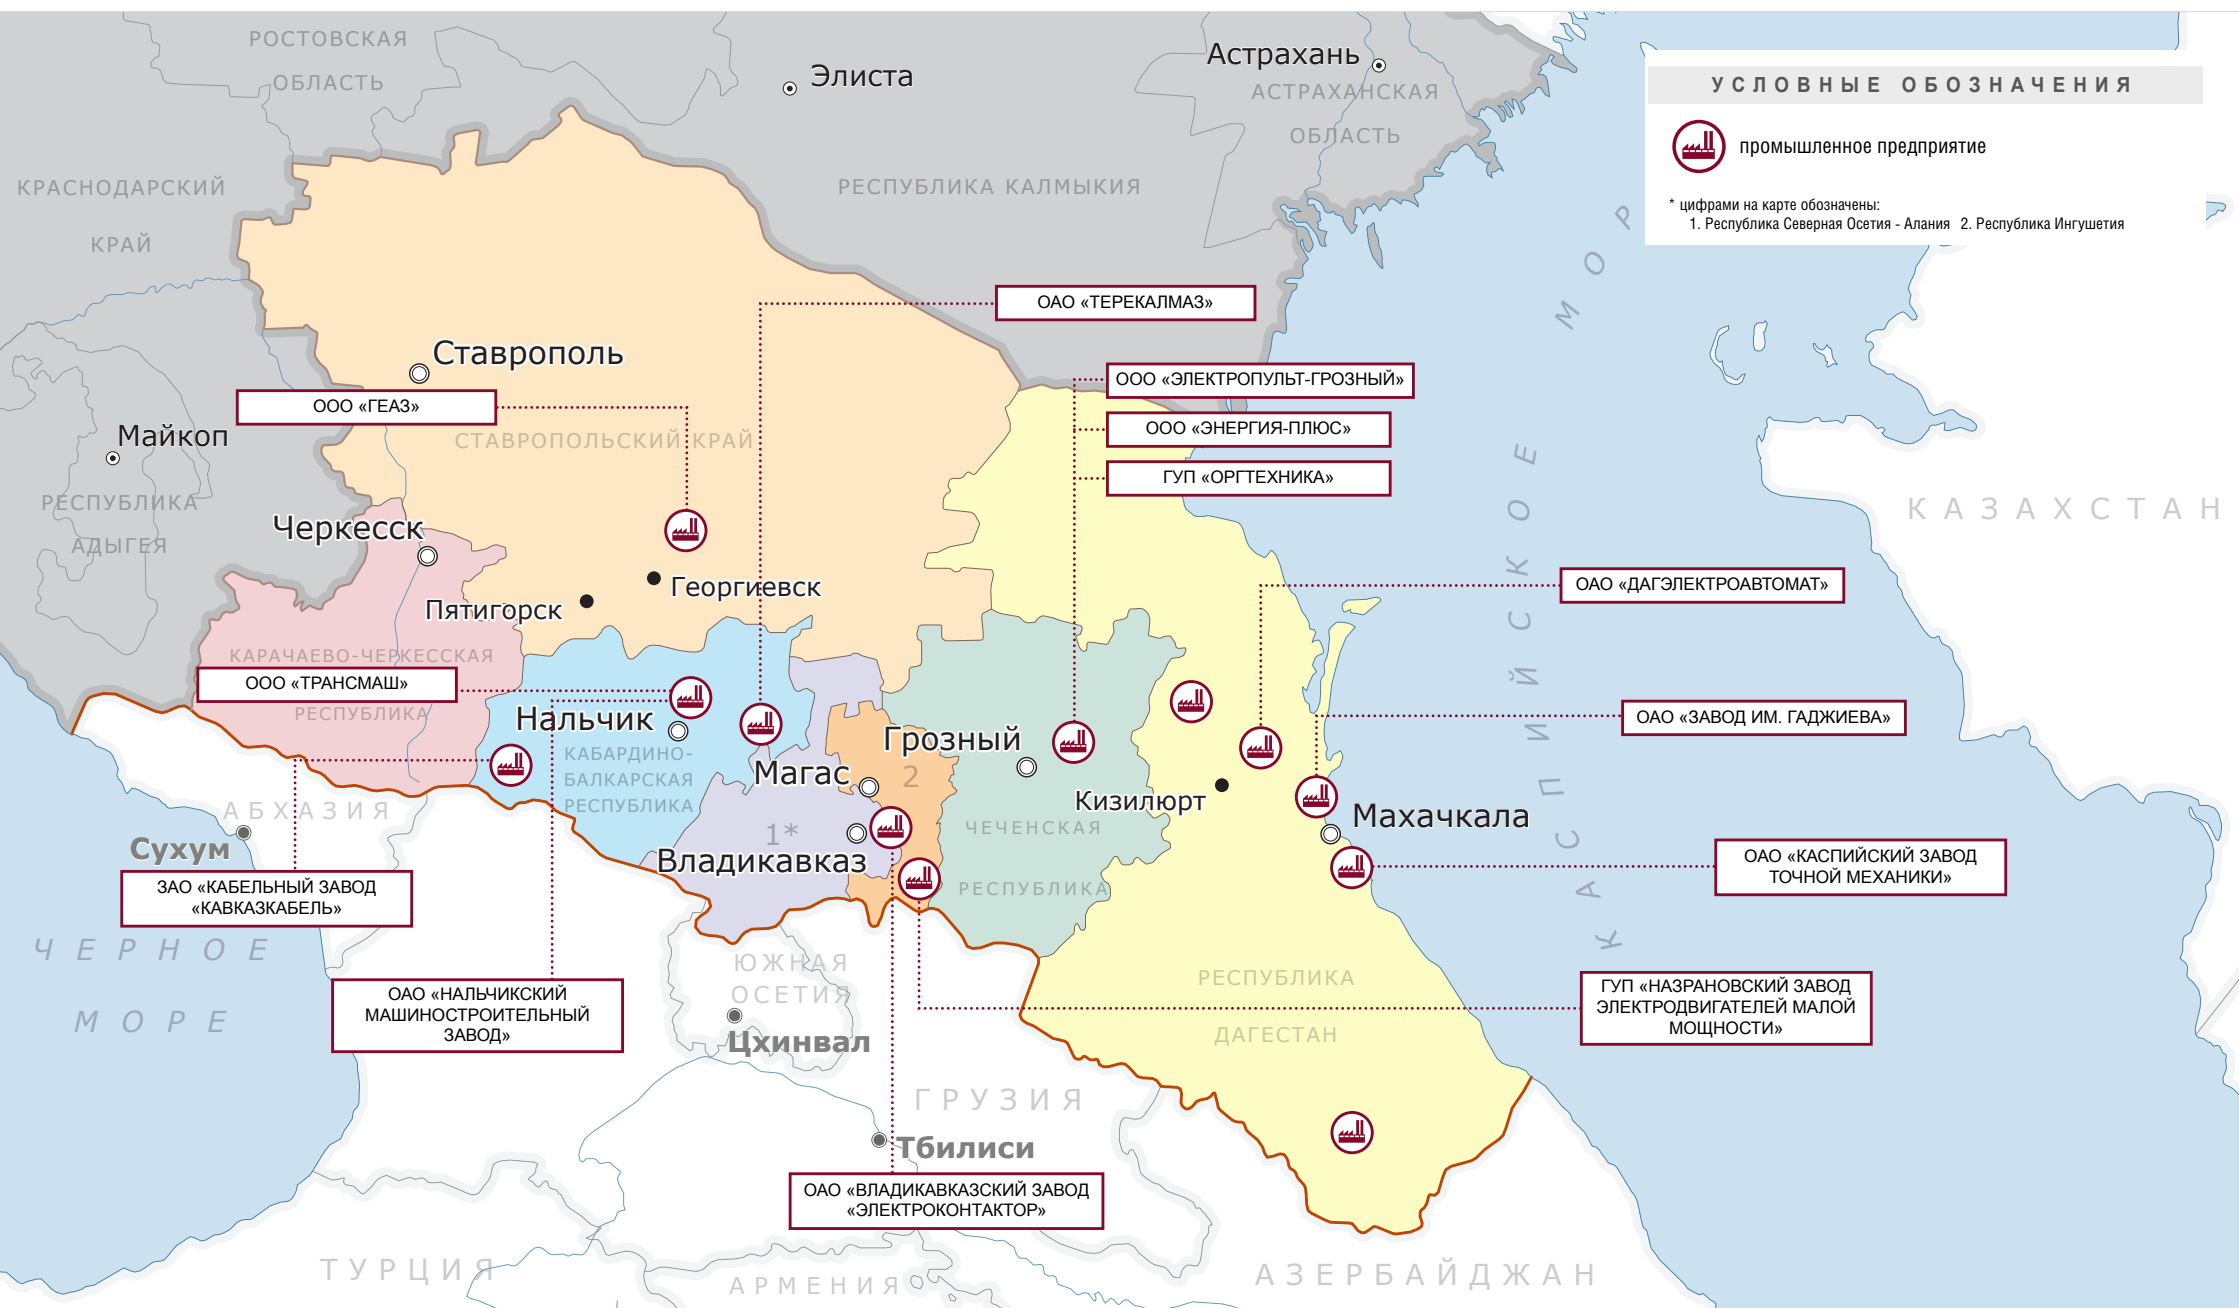 РОСТОВСКАЯ
ОБЛАСТЬ
Элиста
Астрахань
АСТРАХАНСКАЯ
ОБЛАСТЬ
УСЛОВНЫЕ ОБОЗНАЧЕНИЯ
промышленное предприятие
* цифрами на карте обозначены:
1. Республика Северная Осетия - Алания 2. Республика Ингушетия
КРАСНОДАРСКИЙ
КРАЙ
РЕСПУБЛИКА КАЛМЫКИЯ
ОАО «ТЕРЕКАЛМАЗ»
Ставрополь
ООО «ГЕАЗ»
СТАВРОПОЛЬСКИЙ КРАЙ
ООО «ЭЛЕКТРОПУЛЬТ-ГРОЗНЫЙ»
ООО «ЭНЕРГИЯ-ПЛЮС»
ГУП «ОРГТЕХНИКА»
Майкоп
РЕСПУБЛИКА
АДЫГЕЯ
Черкесск
КАЗАХСТАН
КАСПИЙСКОЕ МОР
Георгиевск
Пятигорск
ОАО «ДАГЭЛЕКТРОАВТОМАТ»
КАРАЧАЕВО-ЧЕРКЕССКАЯ
РЕСПУБЛИКА
ООО «ТРАНСМАШ»
Нальчик
КАБАРДИНО-
БАЛКАРСКАЯ
РЕСПУБЛИКА
ОАО «ЗАВОД ИМ. ГАДЖИЕВА»
Грозный
Магас
2
1*
Владикавказ
ЧЕЧЕНСКАЯ
РЕСПУБЛИКА
Кизилюрт
Махачкала
АБХАЗИЯ
Сухум
ЗАО «КАБЕЛЬНЫЙ ЗАВОД
«КАВКАЗКАБЕЛЬ»
ОАО «КАСПИЙСКИЙ ЗАВОД
ТОЧНОЙ МЕХАНИКИ»
ЧЕРНОЕ
МОРЕ
ОАО «НАЛЬЧИКСКИЙ
МАШИНОСТРОИТЕЛЬНЫЙ
ЗАВОД»
ЮЖНАЯ
ОСЕТИЯ
Цхинвал
РЕСПУБЛИКА
ДАГЕСТАН
ГУП «НАЗРАНОВСКИЙ ЗАВОД
ЭЛЕКТРОДВИГАТЕЛЕЙ МАЛОЙ
МОЩНОСТИ»
ГРУЗИЯ
Тбилиси
ОАО «ВЛАДИКАВКАЗСКИЙ ЗАВОД
«ЭЛЕКТРОКОНТАКТОР»
ТУРЦИЯ
АРМЕНИЯ
АЗЕРБАЙДЖАН